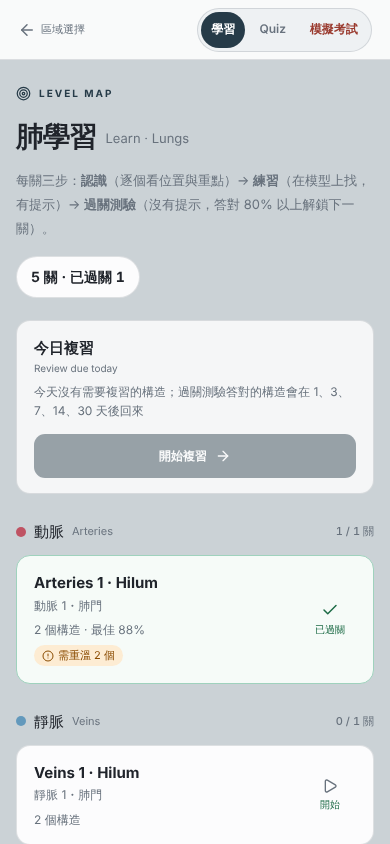 區域選擇
學習
Quiz
模擬考試
LEVEL MAP
肺學習 Learn · Lungs
每關三步：認識（逐個看位置與重點）→ 練習（在模型上找，
有提示）→ 過關測驗（沒有提示，答對 80% 以上解鎖下一
關）。
5 關 · 已過關 1
今日複習
Review due today
今天沒有需要複習的構造；過關測驗答對的構造會在 1、3、
7、14、30 天後回來
開始複習
動脈 Arteries 1 / 1 關
Arteries 1 · Hilum
動脈 1 · 肺門
2 個構造 · 最佳 88%
需重溫 2 個
已過關
靜脈 Veins 0 / 1 關
Veins 1 · Hilum
靜脈 1 · 肺門
2 個構造
開始